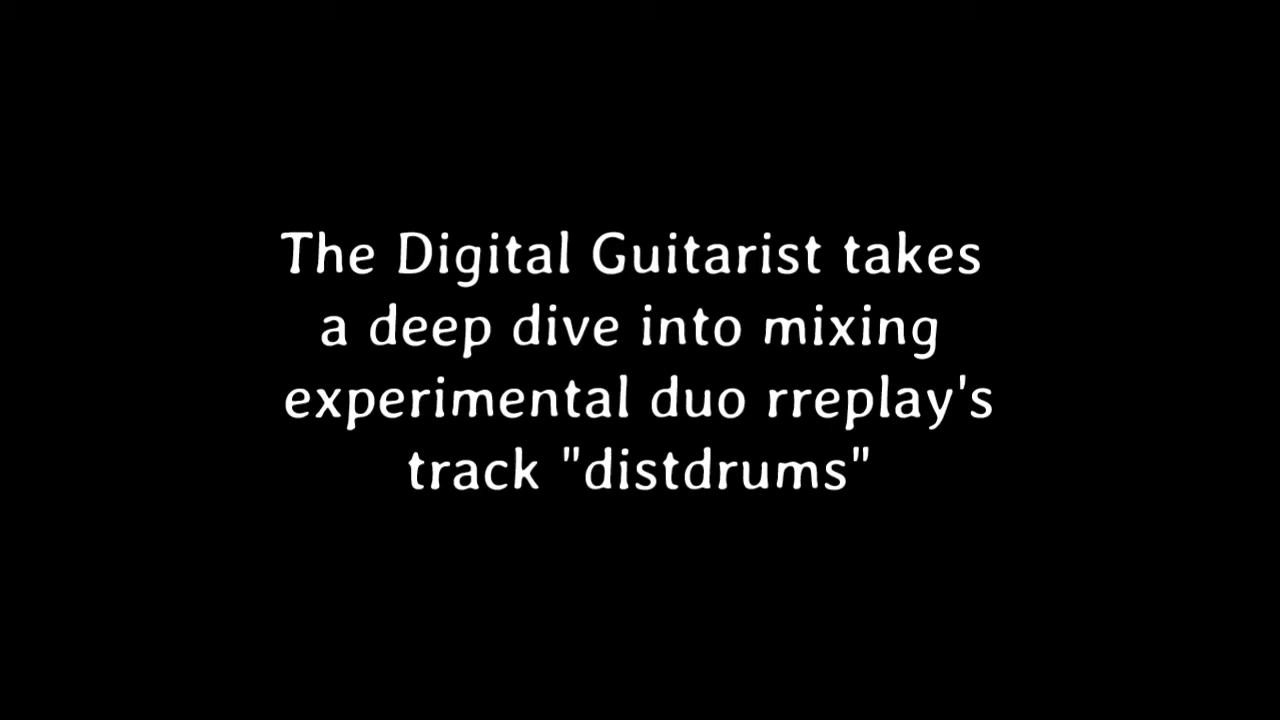 The Digital Guitarist takes
a deep dive into mixing
experimental duo rreplay's
track "distdrums"